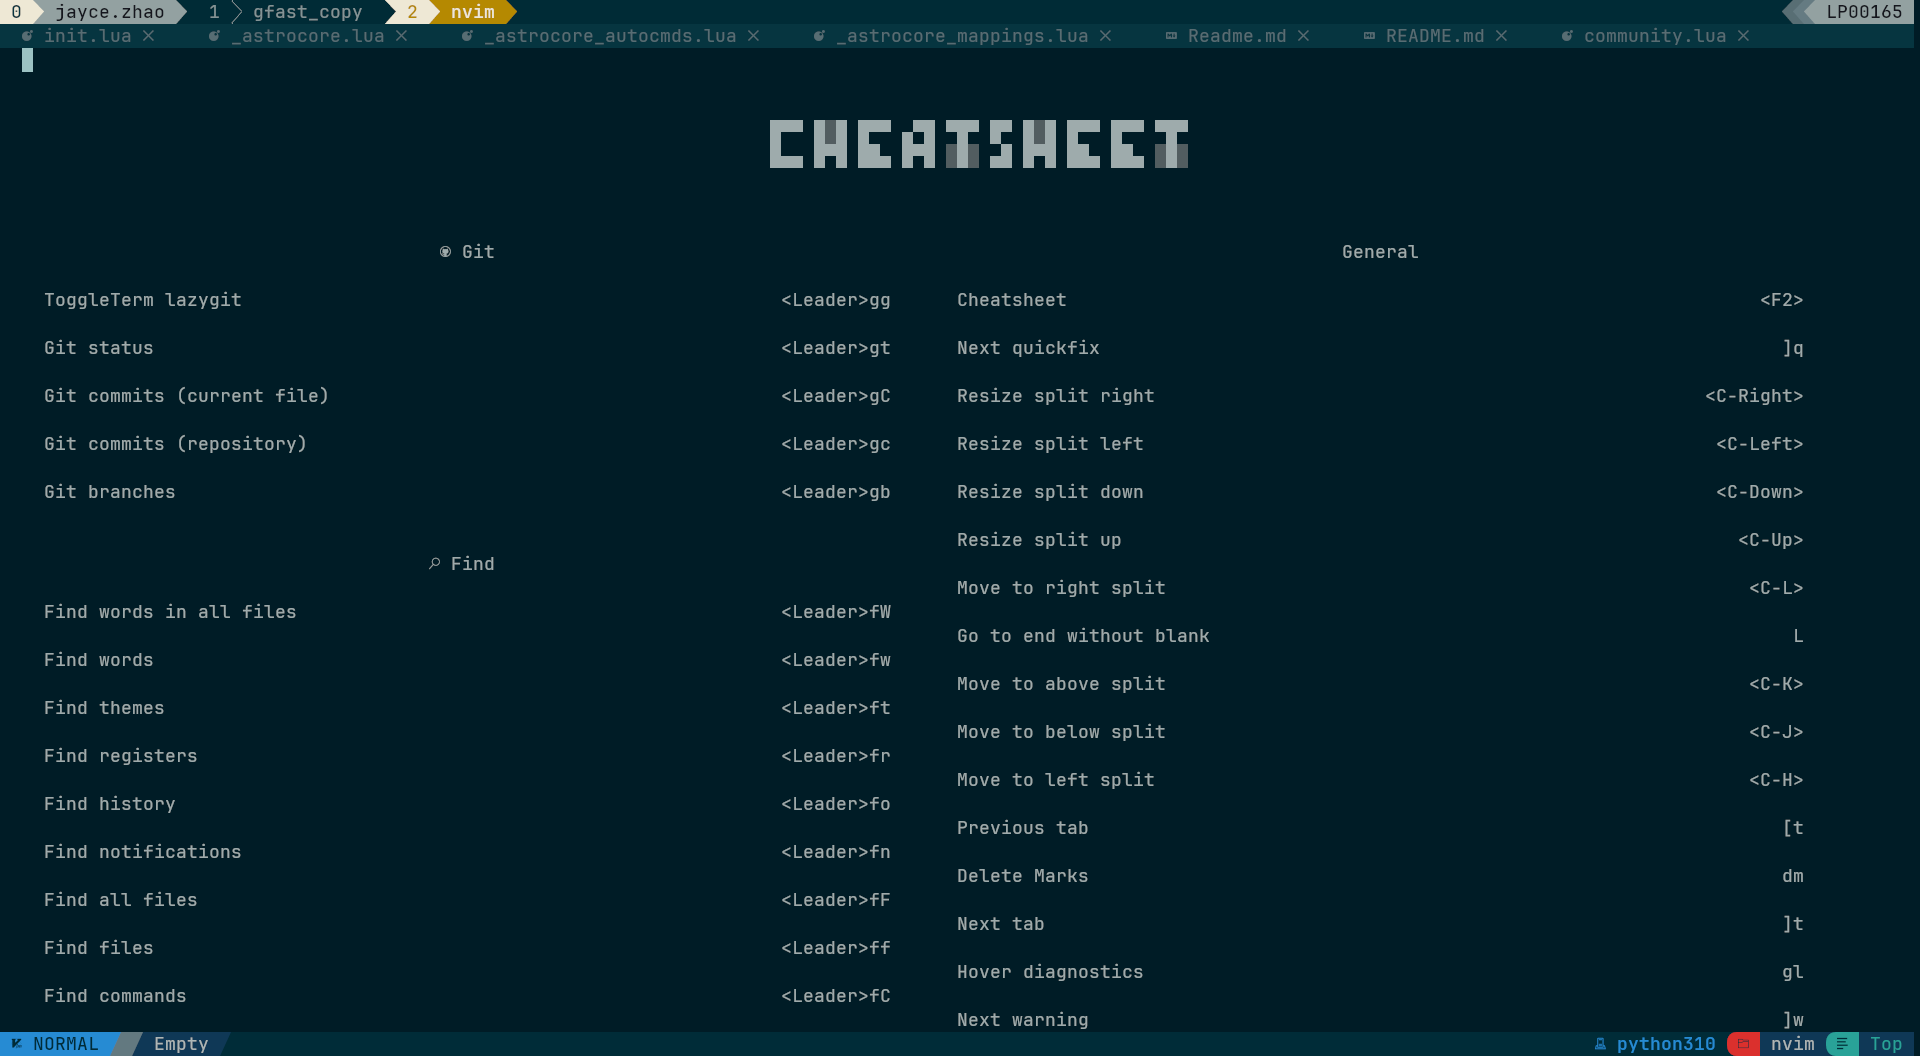 0 jayce.zhao 1 gfast_copy 2 nvim LP00165
init.lua _astrocore.lua _astrocore_autocmds.lua _astrocore_mappings.lua Readme.md README.md community.lua
CHEATSHEET
Git
ToggleTerm lazygit <Leader>gg
Git status <Leader>gt
Git commits (current file) <Leader>gC
Git commits (repository) <Leader>gc
Git branches <Leader>gb
Find
Find words in all files <Leader>fW
Find words <Leader>fw
Find themes <Leader>ft
Find registers <Leader>fr
Find history <Leader>fo
Find notifications <Leader>fn
Find all files <Leader>fF
Find files <Leader>ff
Find commands <Leader>fC
General
Cheatsheet <F2>
Next quickfix ]q
Resize split right <C-Right>
Resize split left <C-Left>
Resize split down <C-Down>
Resize split up <C-Up>
Move to right split <C-L>
Go to end without blank L
Move to above split <C-K>
Move to below split <C-J>
Move to left split <C-H>
Previous tab [t
Delete Marks dm
Next tab ]t
Hover diagnostics gl
Next warning ]w
NORMAL Empty python310 nvim Top